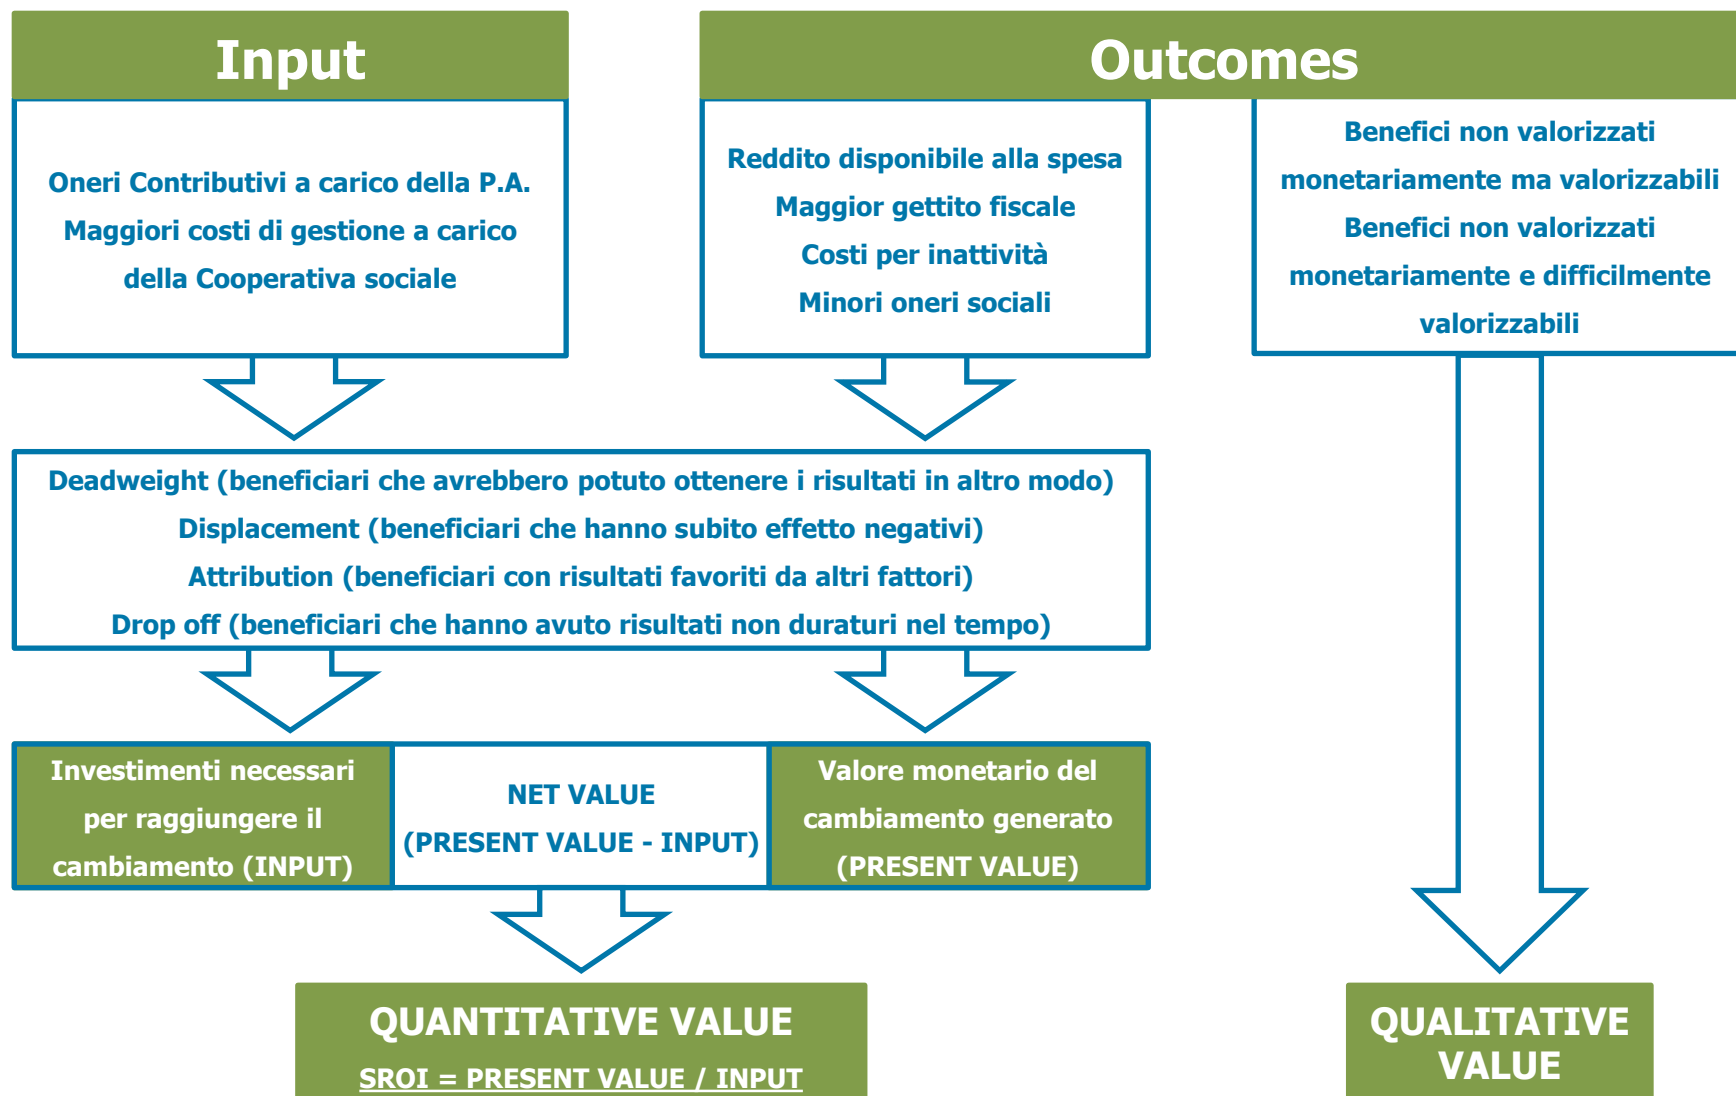 Input
Outcomes
Oneri Contributivi a carico della P.A.
Maggiori costi di gestione a carico
della Cooperativa sociale
Reddito disponibile alla spesa
Maggior gettito fiscale
Costi per inattività
Minori oneri sociali
Benefici non valorizzati
monetariamente ma valorizzabili
Benefici non valorizzati
monetariamente e difficilmente
valorizzabili
Deadweight (beneficiari che avrebbero potuto ottenere i risultati in altro modo)
Displacement (beneficiari che hanno subito effetto negativi)
Attribution (beneficiari con risultati favoriti da altri fattori)
Drop off (beneficiari che hanno avuto risultati non duraturi nel tempo)
Investimenti necessari
per raggiungere il
cambiamento (INPUT)
NET VALUE
(PRESENT VALUE - INPUT)
Valore monetario del
cambiamento generato
(PRESENT VALUE)
QUANTITATIVE VALUE
SROI = PRESENT VALUE / INPUT
QUALITATIVE
VALUE